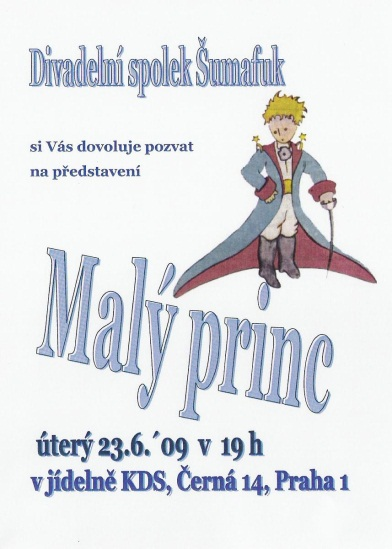 Divadelní spolek Šumafuk
si Vás dovoluje pozvat
na představení
Malý princ
úterý 23.6.´09 v 19 h
v jídelně KDS, Černá 14, Praha 1